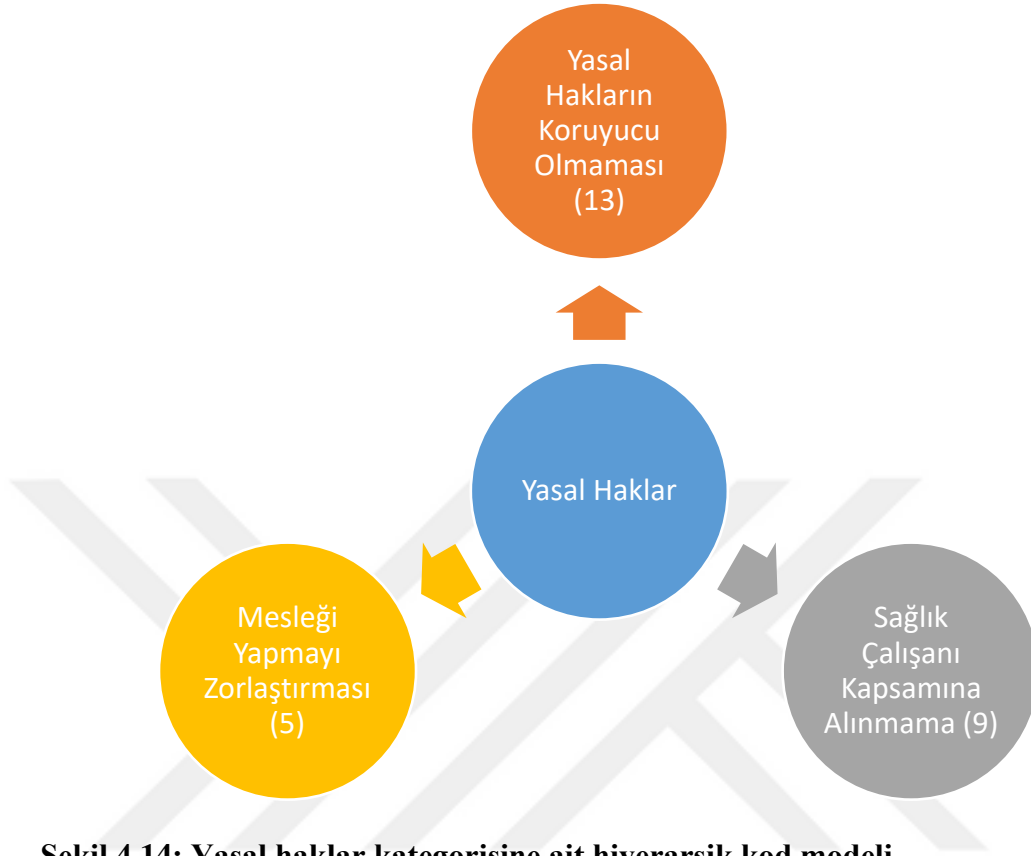 Yasal
Hakların
Koruyucu
Olmaması
(13)
Yasal Haklar
Mesleği
Yapmayı
Zorlaştırması
(5)
Sağlık
Çalışanı
Kapsamına
Alınmama (9)
Şekil 4.14: Yasal haklar kategorisine ait hiyerarşik kod modeli